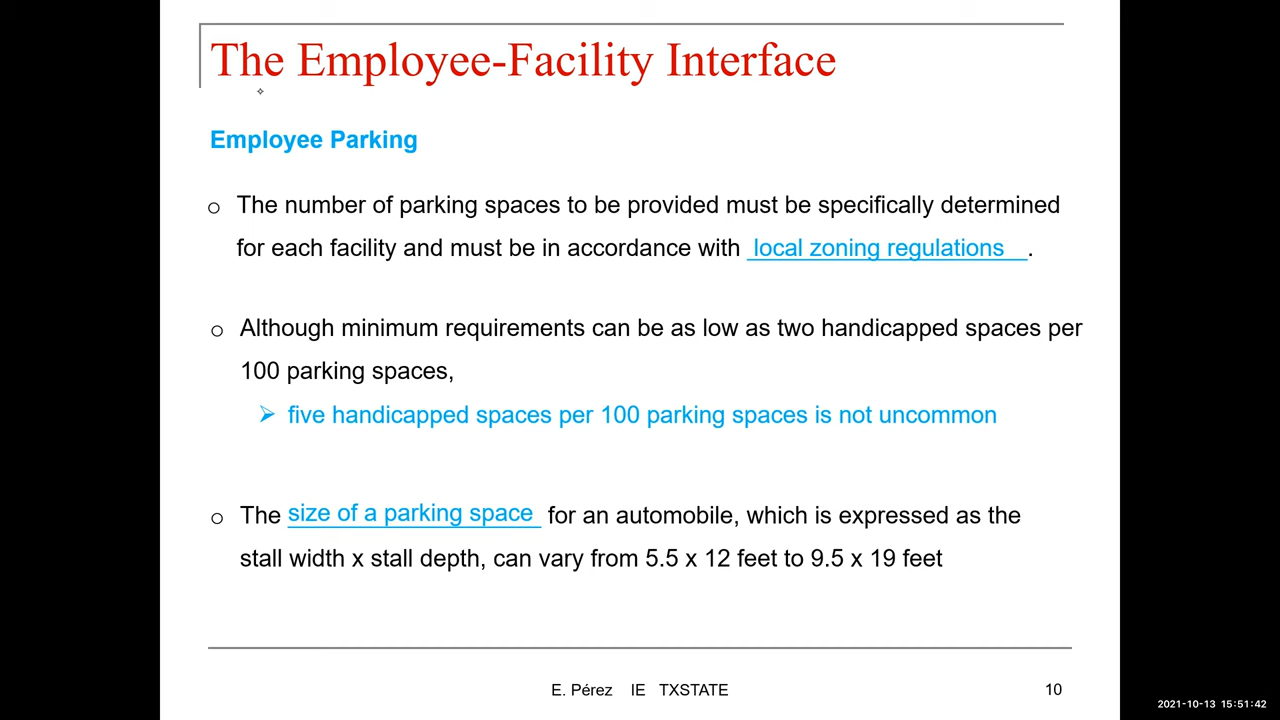 The Employee-Facility Interface
Employee Parking
o The number of parking spaces to be provided must be specifically determined
for each facility and must be in accordance with local zoning regulations.
o Although minimum requirements can be as low as two handicapped spaces per
100 parking spaces,
➢ five handicapped spaces per 100 parking spaces is not uncommon
o The size of a parking space for an automobile, which is expressed as the
stall width x stall depth, can vary from 5.5 x 12 feet to 9.5 x 19 feet
E. Pérez IE TXSTATE 10
2021-10-13 15:51:42